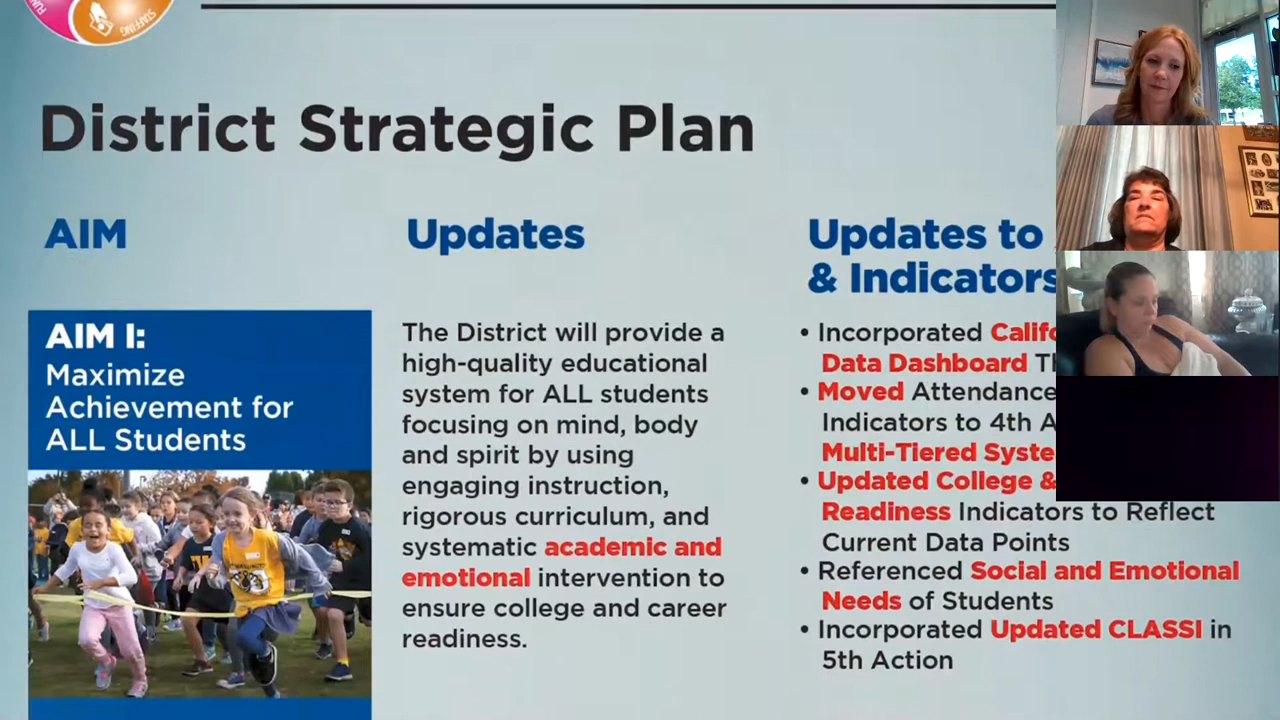 STAFFING
District Strategic Plan
AIM
Updates
Updates to
& Indicators
AIM I:
Maximize
Achievement for
ALL Students
The District will provide a
high-quality educational
system for ALL students
focusing on mind, body
and spirit by using
engaging instruction,
rigorous curriculum, and
systematic academic and
emotional intervention to
ensure college and career
readiness.
• Incorporated
Data Dashboard
• Moved Attendance
Indicators to 4th
Multi-Tiered
• Updated College &
Readiness Indicators to Reflect
Current Data Points
• Referenced Social and Emotional
Needs of Students
• Incorporated Updated CLASSI in
5th Action